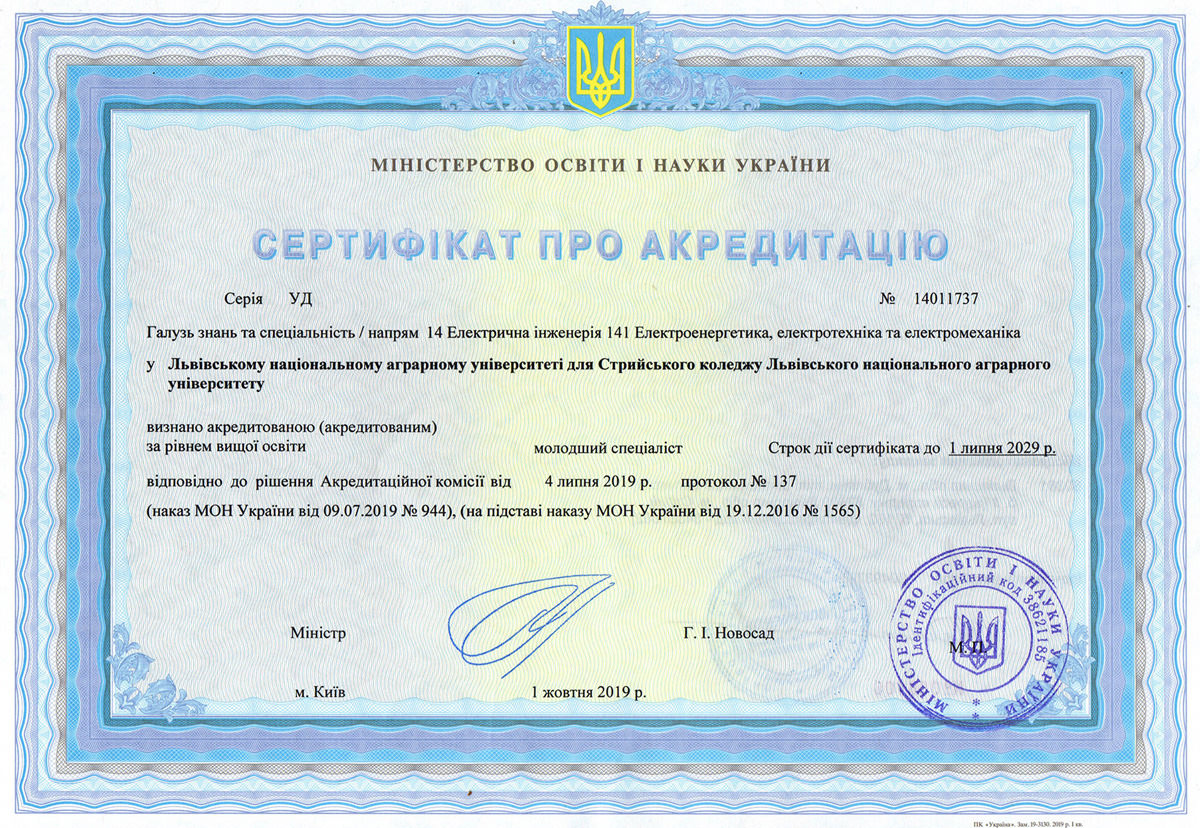 МІНІСТЕРСТВО ОСВІТИ І НАУКИ УКРАЇНИ
СЕРТИФІКАТ ПРО АКРЕДИТАЦІЮ
Серія УД № 14011737
Галузь знань та спеціальність / напрям 14 Електрична інженерія 141 Електроенергетика, електротехніка та електромеханіка
у Львівському національному аграрному університеті для Стрийського коледжу Львівського національного аграрного
університету
визнано акредитованою (акредитованим)
за рівнем вищої освіти молодший спеціаліст Строк дії сертифіката до 1 липня 2029 р.
відповідно до рішення Акредитаційної комісії від 4 липня 2019 р. протокол № 137
(наказ МОН України від 09.07.2019 № 944), (на підставі наказу МОН України від 19.12.2016 № 1565)
Міністр Г. І. Новосад
м. Київ 1 жовтня 2019 р.
М.П.
МІНІСТЕРСТВО ОСВІТИ І НАУКИ УКРАЇНИ
Ідентифікаційний код 38621185
ПК «Україна». Зам. 19-3130. 2019 р. І кв.